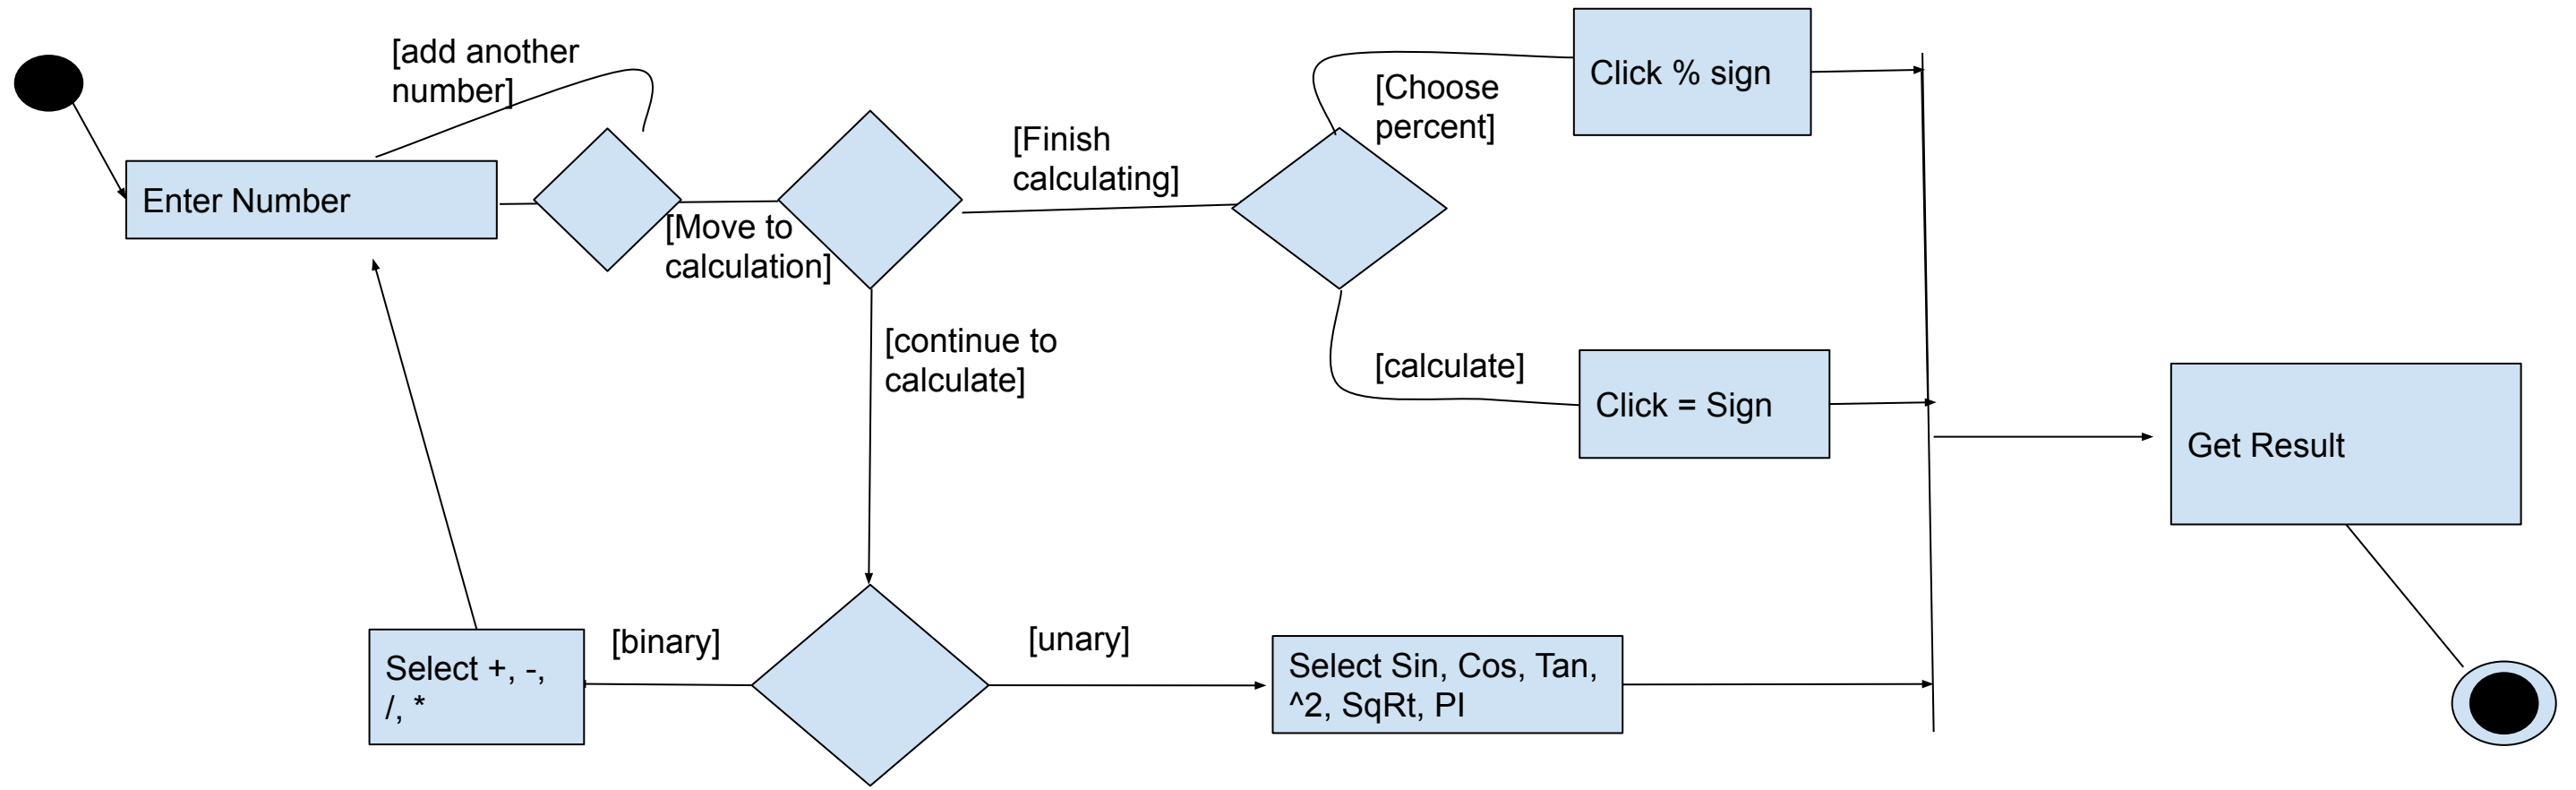 [add another
number]
Enter Number
[Move to
calculation]
[Finish
calculating]
[Choose
percent]
Click % sign
[continue to
calculate]
[calculate]
Click = Sign
Get Result
Select +, -,
/, *
[binary]
[unary]
Select Sin, Cos, Tan,
^2, SqRt, PI